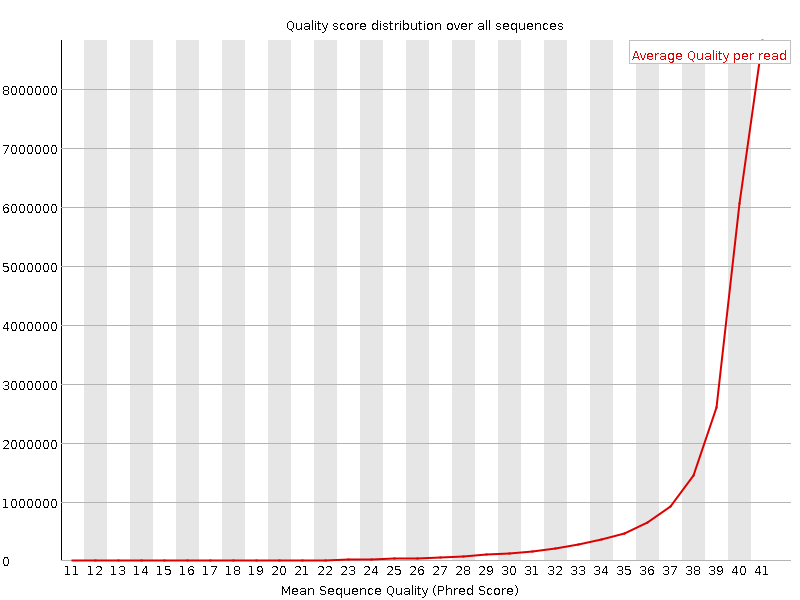 Quality score distribution over all sequences
Average Quality per read
8000000
7000000
6000000
5000000
4000000
3000000
2000000
1000000
0
11 12 13 14 15 16 17 18 19 20 21 22 23 24 25 26 27 28 29 30 31 32 33 34 35 36 37 38 39 40 41
Mean Sequence Quality (Phred Score)